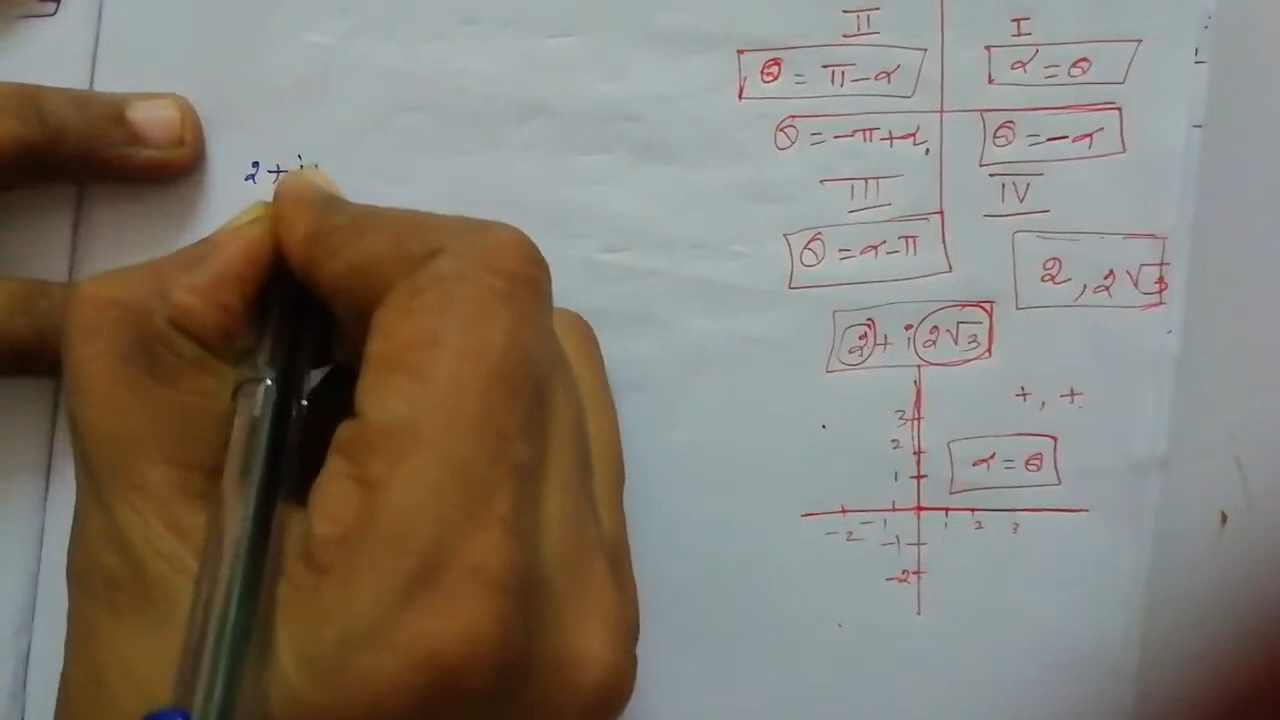 2 + i
II I
θ = π - α α = θ
θ = -π + α θ = -α
III IV
θ = α - π
2, 2√3
2 + i 2√3
+, +
3
2
α = θ
1
-2 -1 1 2 3
-1
-2